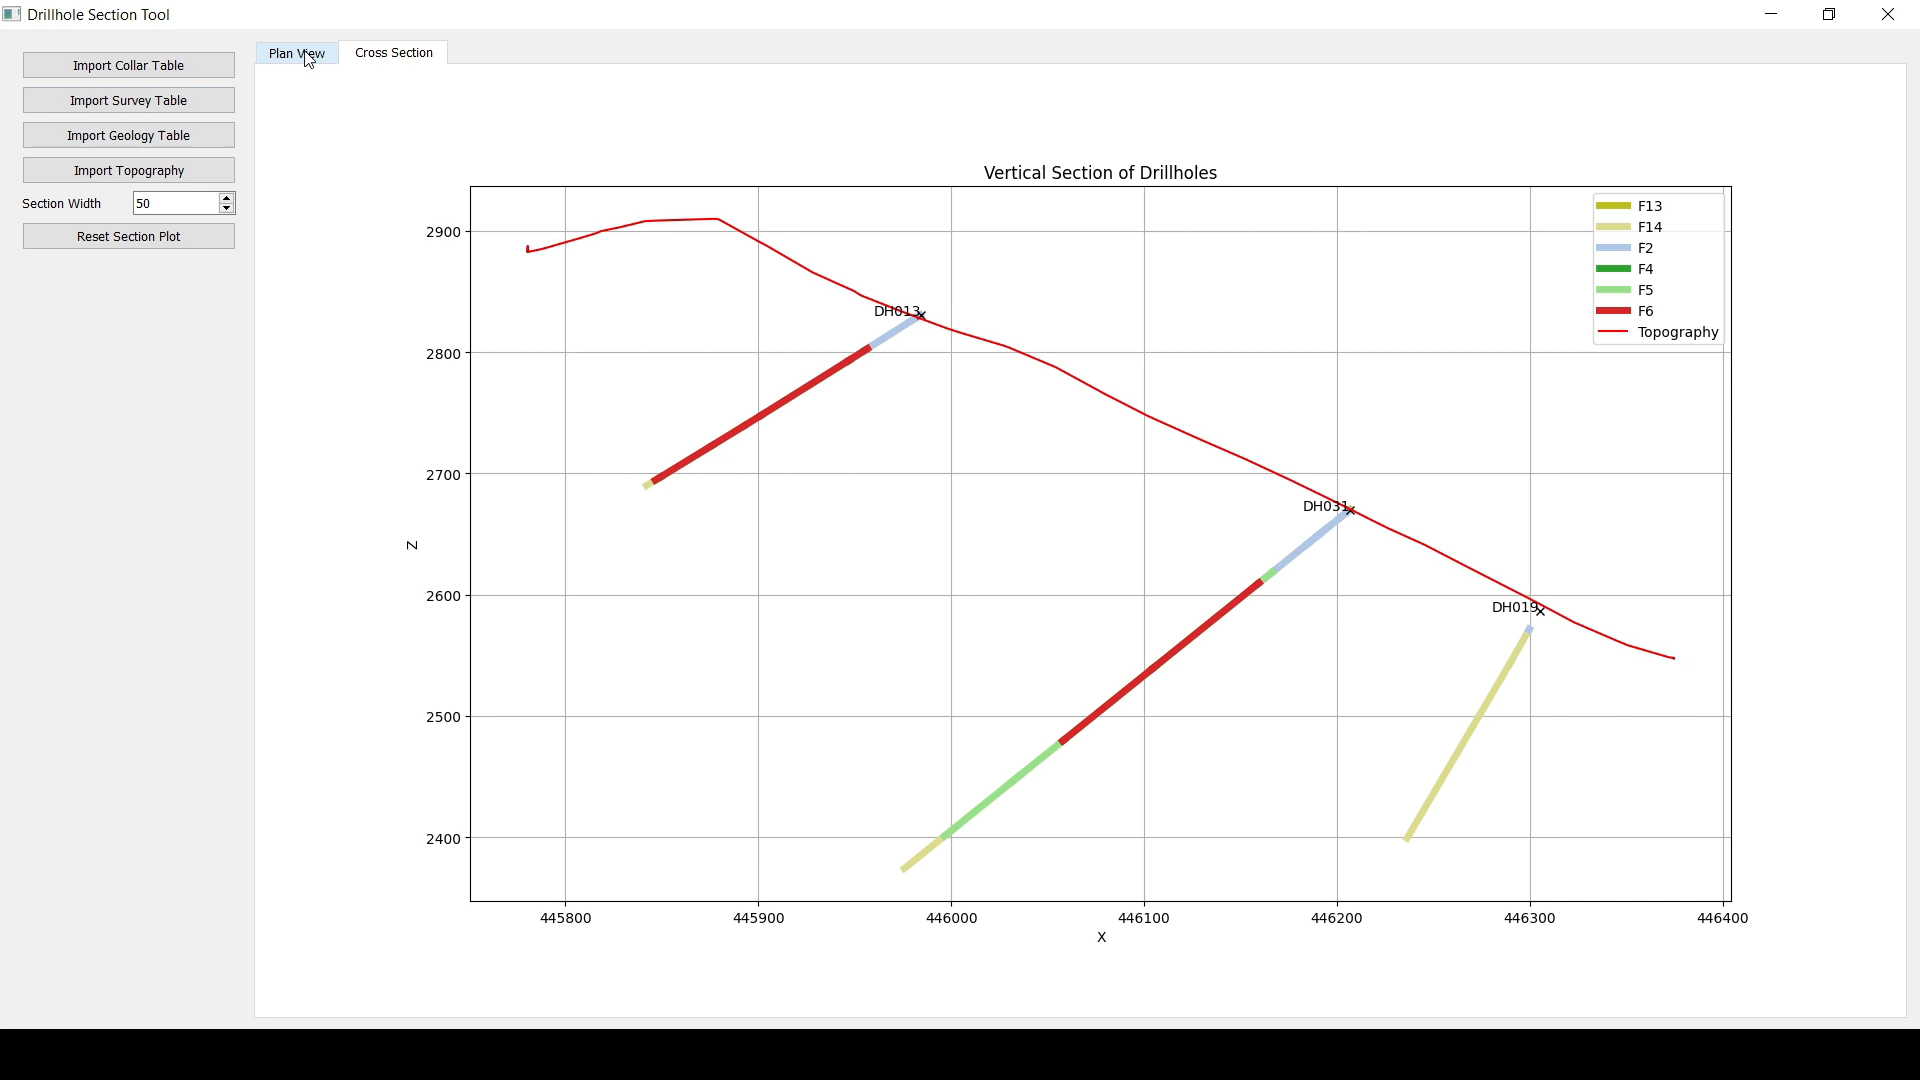 Drillhole Section Tool
Import Collar Table
Import Survey Table
Import Geology Table
Import Topography
Section Width 50
Reset Section Plot
Plan View Cross Section
Vertical Section of Drillholes
F13
F14
F2
F4
F5
F6
Topography
2900
2800
2700
2600
2500
2400
Z
DH013
DH031
DH019
445800 445900 446000 446100 446200 446300 446400
X